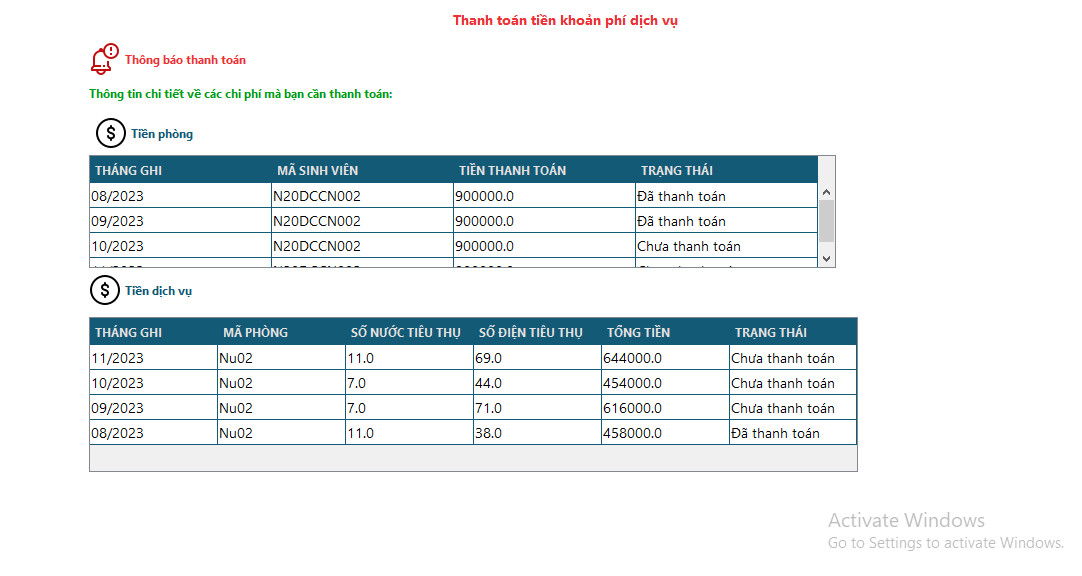 Thanh toán tiền khoản phí dịch vụ
Thông báo thanh toán
Thông tin chi tiết về các chi phí mà bạn cần thanh toán:
$ Tiền phòng
THÁNG GHI MÃ SINH VIÊN TIỀN THANH TOÁN TRẠNG THÁI
08/2023 N20DCCN002 900000.0 Đã thanh toán
09/2023 N20DCCN002 900000.0 Đã thanh toán
10/2023 N20DCCN002 900000.0 Chưa thanh toán
$ Tiền dịch vụ
THÁNG GHI MÃ PHÒNG SỐ NƯỚC TIÊU THỤ SỐ ĐIỆN TIÊU THỤ TỔNG TIỀN TRẠNG THÁI
11/2023 Nu02 11.0 69.0 644000.0 Chưa thanh toán
10/2023 Nu02 7.0 44.0 454000.0 Chưa thanh toán
09/2023 Nu02 7.0 71.0 616000.0 Chưa thanh toán
08/2023 Nu02 11.0 38.0 458000.0 Đã thanh toán
Activate Windows
Go to Settings to activate Windows.